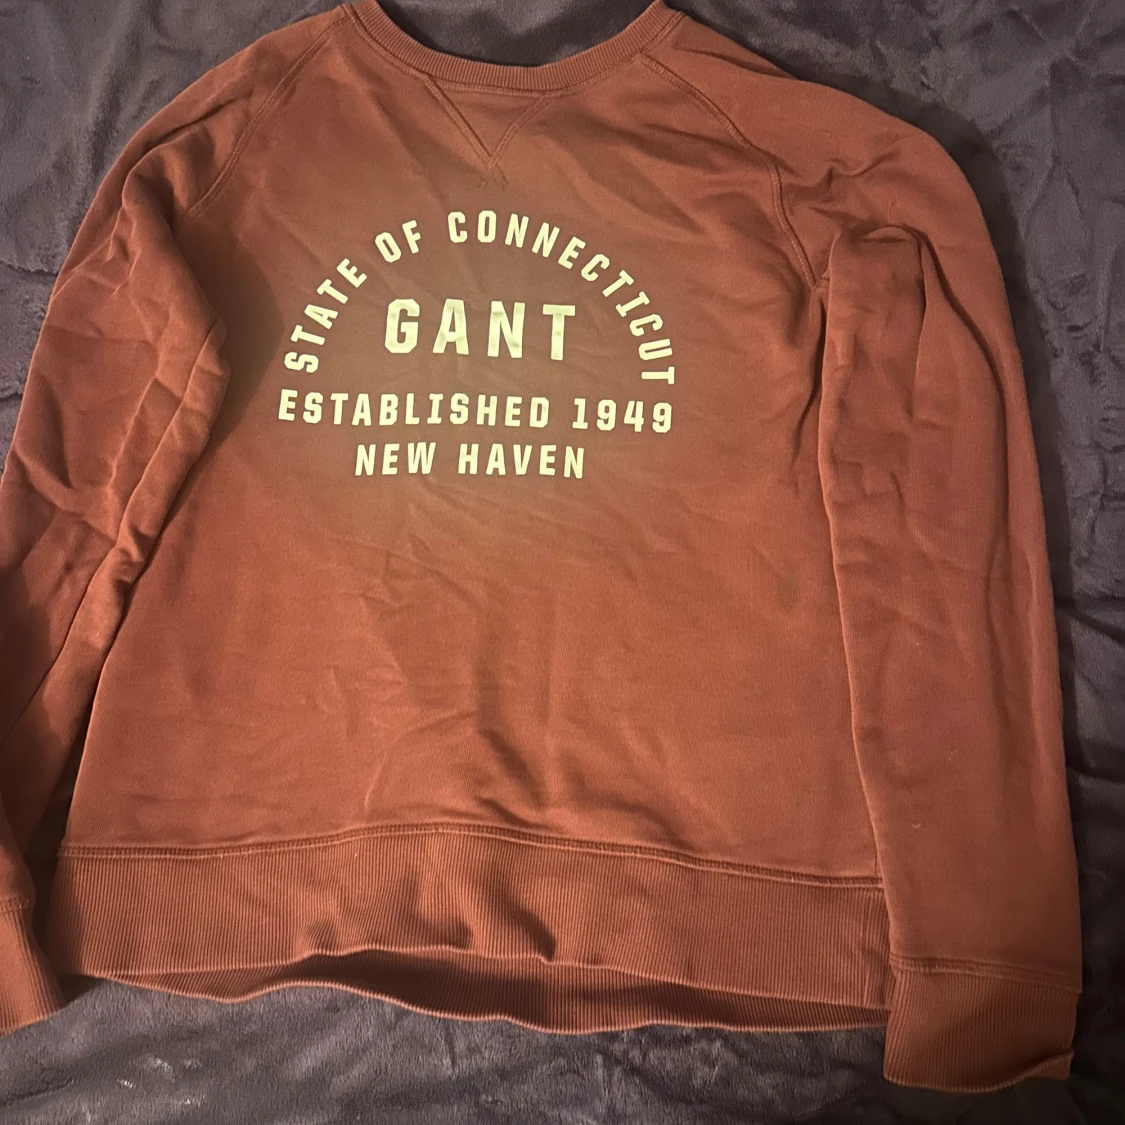 STATE OF CONNECTICUT
GANT
ESTABLISHED 1949
NEW HAVEN